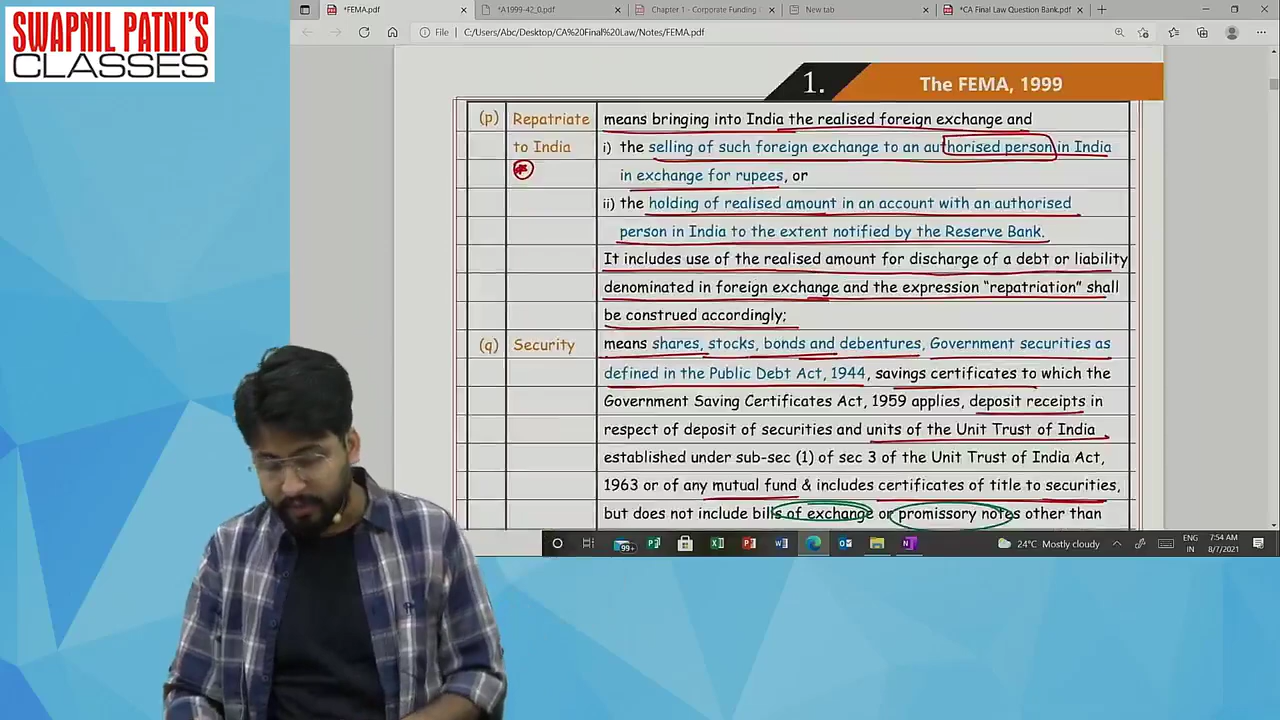 SWAPNIL PATNI'S
CLASSES
*FEMA.pdf
*A1999-42_0.pdf
Chapter 1 - Corporate Funding
New tab
*CA Final Law Question Bank.pdf
File C:/Users/Abc/Desktop/CA%20Final%20Law/Notes/FEMA.pdf
1. The FEMA, 1999
(p) Repatriate means bringing into India the realised foreign exchange and
to India i) the selling of such foreign exchange to an authorised person in India
in exchange for rupees, or
ii) the holding of realised amount in an account with an authorised
person in India to the extent notified by the Reserve Bank.
It includes use of the realised amount for discharge of a debt or liability
denominated in foreign exchange and the expression "repatriation" shall
be construed accordingly;
(q) Security means shares, stocks, bonds and debentures, Government securities as
defined in the Public Debt Act, 1944, savings certificates to which the
Government Saving Certificates Act, 1959 applies, deposit receipts in
respect of deposit of securities and units of the Unit Trust of India
established under sub-sec (1) of sec 3 of the Unit Trust of India Act,
1963 or of any mutual fund & includes certificates of title to securities,
but does not include bills of exchange or promissory notes other than
99+
24°C Mostly cloudy
ENG
IN
7:54 AM
8/7/2021